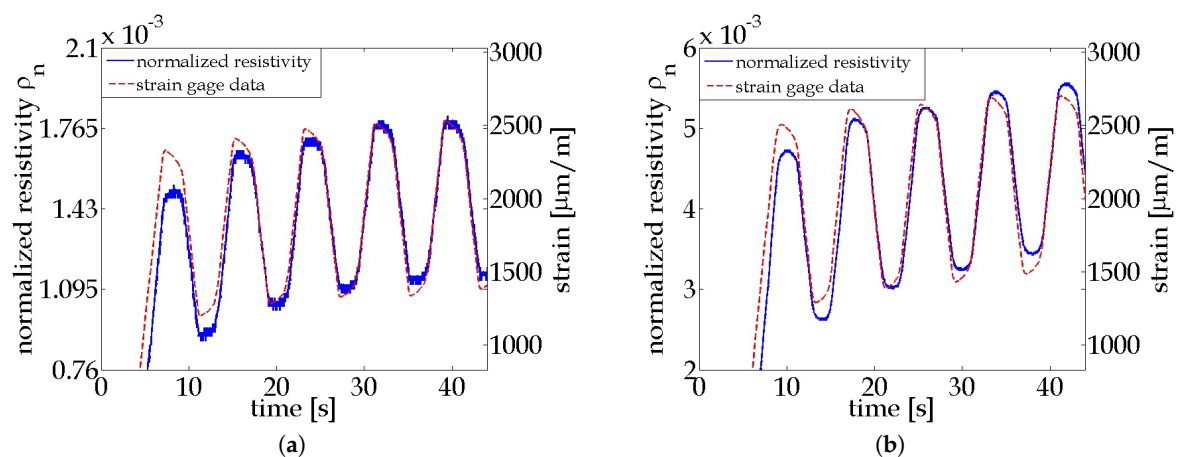 x 10⁻³
2.1
1.765
1.43
1.095
0.76
normalized resistivity ρn
normalized resistivity
strain gage data
3000
2500
2000
1500
1000
strain [µm/m]
0 10 20 30 40
time [s]
(a)
x 10⁻³
6
5
4
3
2
normalized resistivity ρn
normalized resistivity
strain gage data
3000
2500
2000
1500
1000
strain [µm/m]
0 10 20 30 40
time [s]
(b)